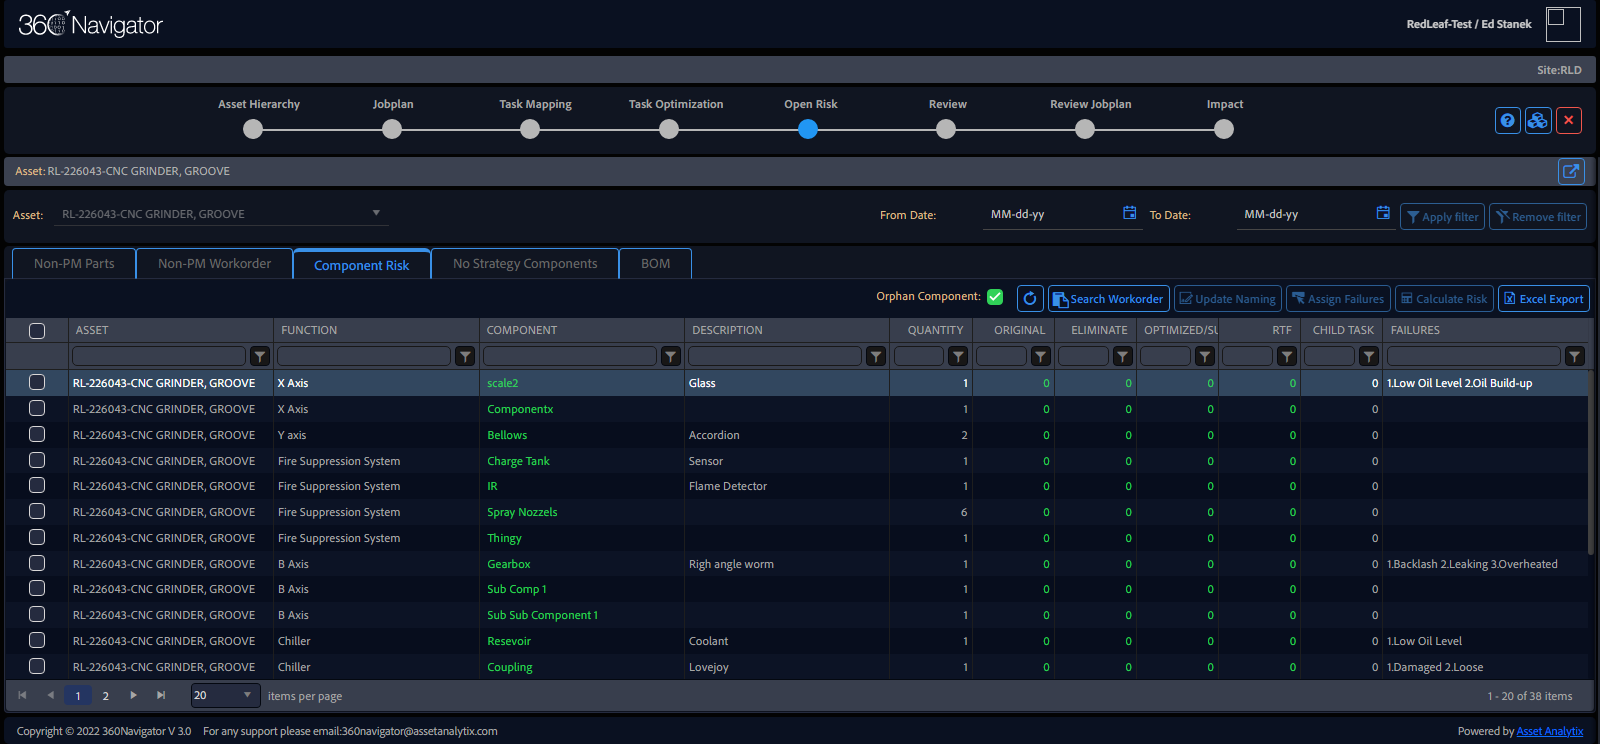 360 Navigator
RedLeaf-Test / Ed Stanek
Site:RLD
Asset Hierarchy Jobplan Task Mapping Task Optimization Open Risk Review Review Jobplan Impact
Asset: RL-226043-CNC GRINDER, GROOVE
Asset: RL-226043-CNC GRINDER, GROOVE From Date: MM-dd-yy To Date: MM-dd-yy Apply filter Remove filter
Non-PM Parts Non-PM Workorder Component Risk No Strategy Components BOM
Orphan Component: Search Workorder Update Naming Assign Failures Calculate Risk Excel Export
ASSET FUNCTION COMPONENT DESCRIPTION QUANTITY ORIGINAL ELIMINATE OPTIMIZED/SU RTF CHILD TASK FAILURES
RL-226043-CNC GRINDER, GROOVE X Axis scale2 Glass 1 0 0 0 0 0 1.Low Oil Level 2.Oil Build-up
RL-226043-CNC GRINDER, GROOVE X Axis Componentx 1 0 0 0 0 0
RL-226043-CNC GRINDER, GROOVE Y axis Bellows Accordion 2 0 0 0 0 0
RL-226043-CNC GRINDER, GROOVE Fire Suppression System Charge Tank Sensor 1 0 0 0 0 0
RL-226043-CNC GRINDER, GROOVE Fire Suppression System IR Flame Detector 1 0 0 0 0 0
RL-226043-CNC GRINDER, GROOVE Fire Suppression System Spray Nozzels 6 0 0 0 0 0
RL-226043-CNC GRINDER, GROOVE Fire Suppression System Thingy 1 0 0 0 0 0
RL-226043-CNC GRINDER, GROOVE B Axis Gearbox Righ angle worm 1 0 0 0 0 0 1.Backlash 2.Leaking 3.Overheated
RL-226043-CNC GRINDER, GROOVE B Axis Sub Comp 1 1 0 0 0 0 0
RL-226043-CNC GRINDER, GROOVE B Axis Sub Sub Component 1 1 0 0 0 0 0
RL-226043-CNC GRINDER, GROOVE Chiller Resevoir Coolant 1 0 0 0 0 0 1.Low Oil Level
RL-226043-CNC GRINDER, GROOVE Chiller Coupling Lovejoy 1 0 0 0 0 0 1.Damaged 2.Loose
1 2 20 items per page 1 - 20 of 38 items
Copyright © 2022 360Navigator V 3.0 For any support please email:360navigator@assetanalytix.com Powered by Asset Analytix